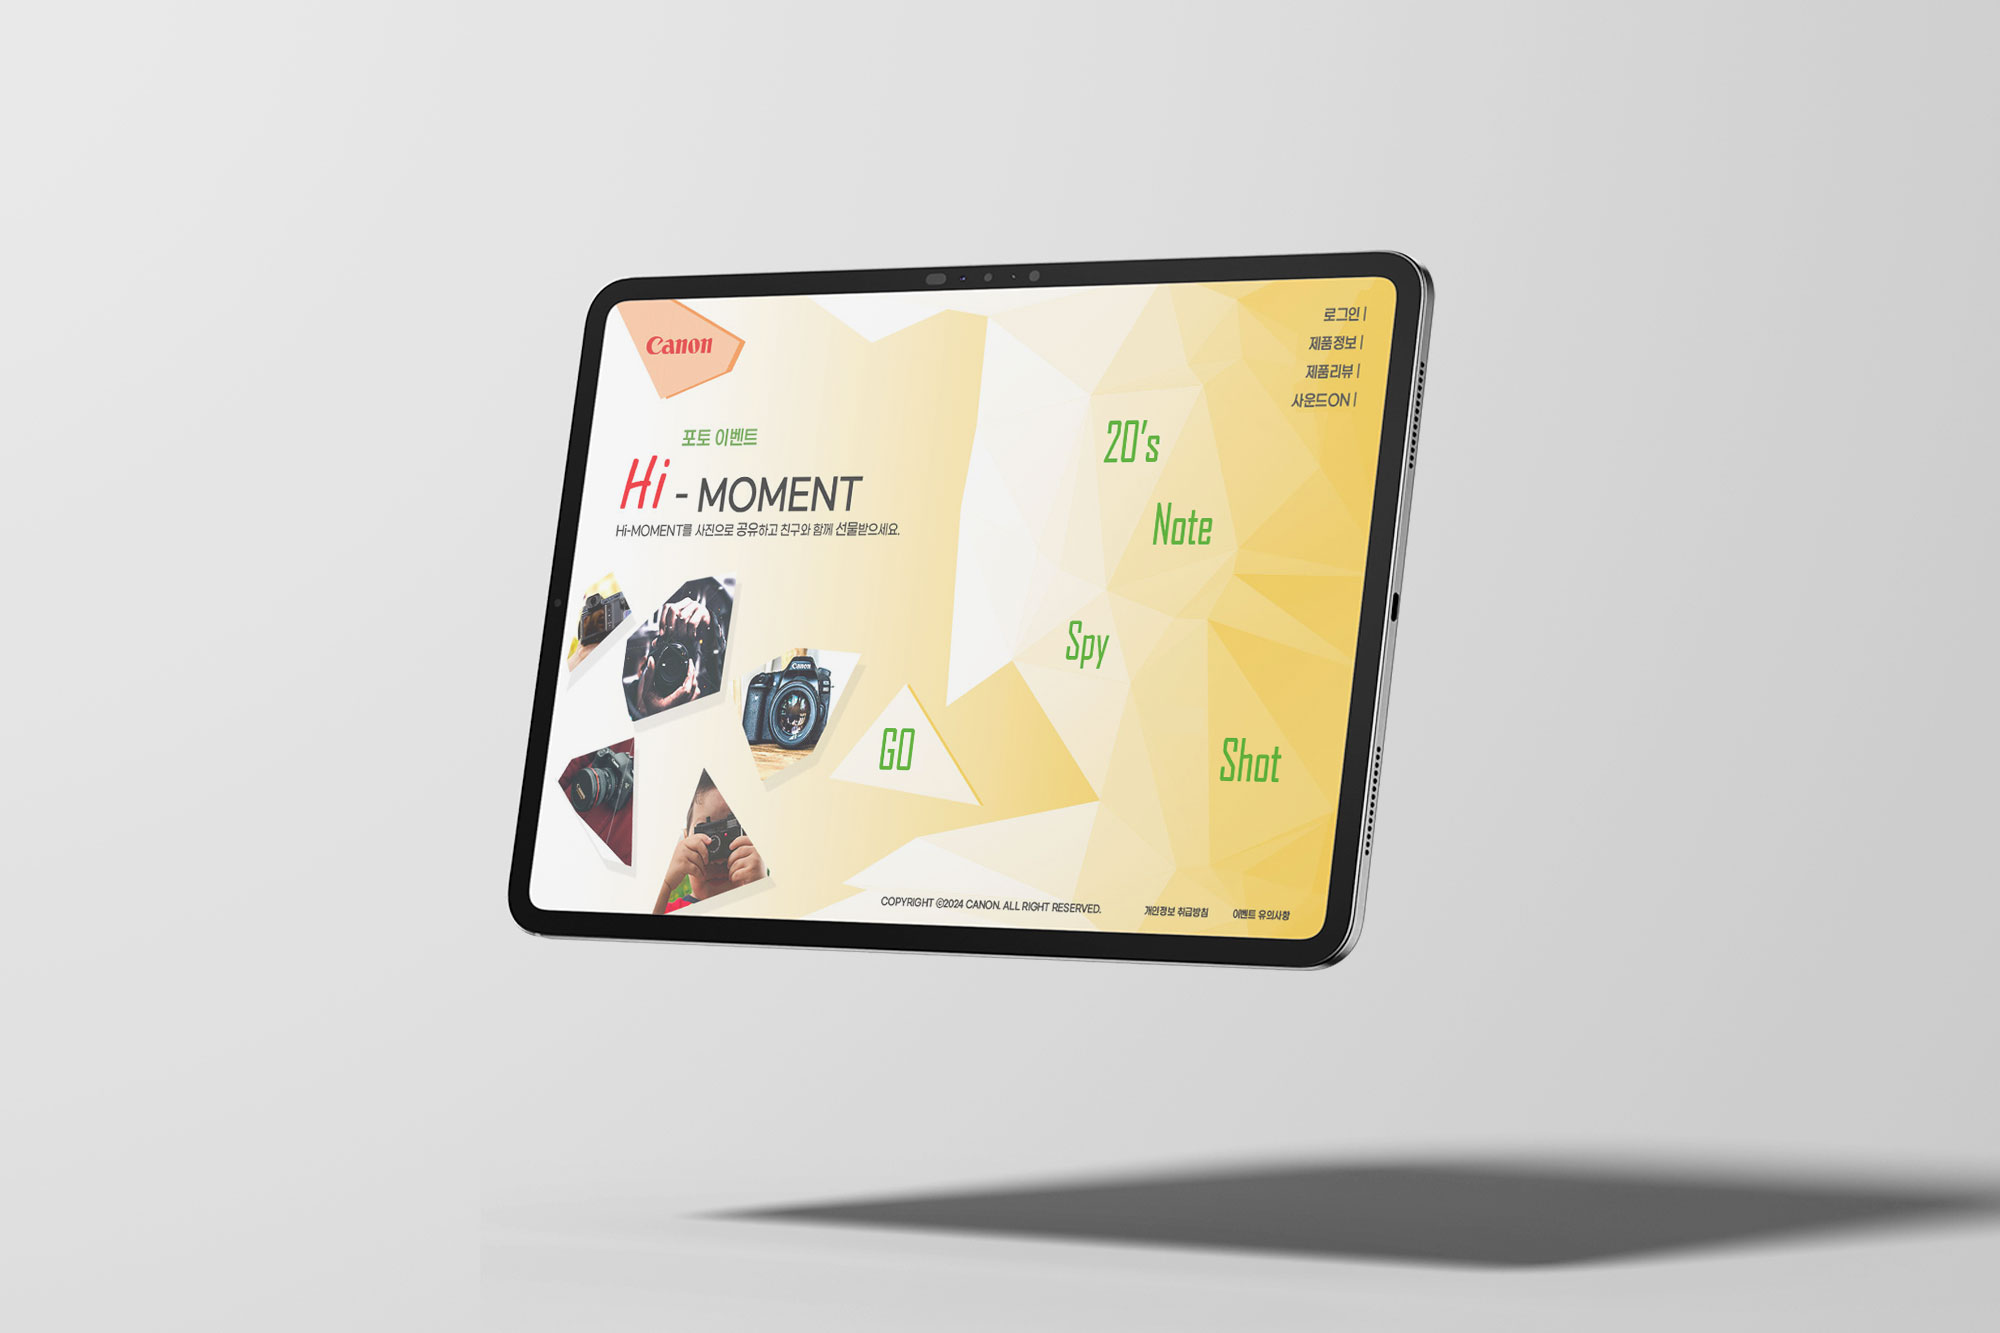 Canon
로그인 |
제품정보 |
제품리뷰 |
사운드ON |
포토 이벤트
Hi - MOMENT
Hi-MOMENT를 사진으로 공유하고 친구와 함께 선물받으세요.
20's
Note
Spy
GO
Shot
Canon
COPYRIGHT ©2024 CANON. ALL RIGHT RESERVED.
개인정보 취급방침
이벤트 유의사항